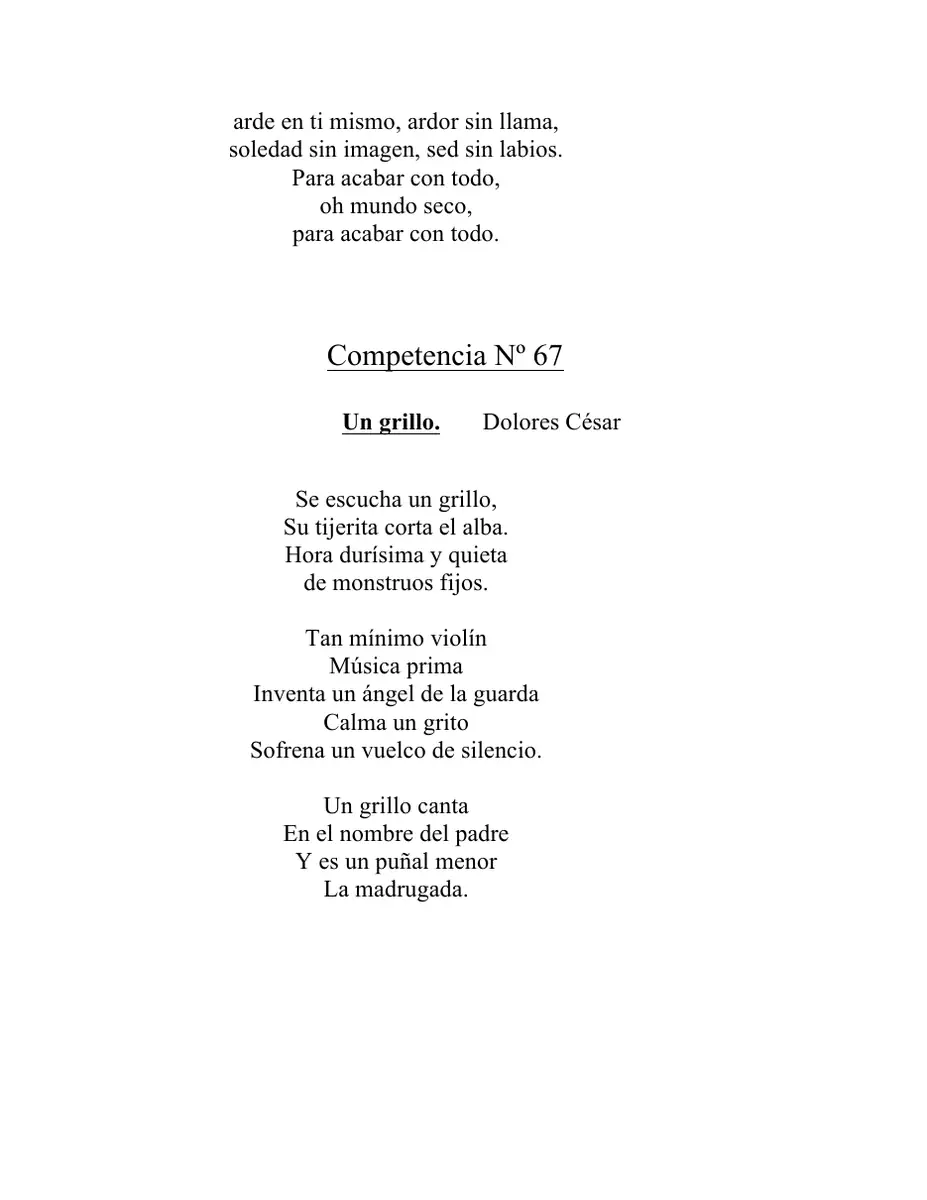 arde en ti mismo, ardor sin llama,
soledad sin imagen, sed sin labios.
Para acabar con todo,
oh mundo seco,
para acabar con todo.
Competencia Nº 67
Un grillo. Dolores César
Se escucha un grillo,
Su tijerita corta el alba.
Hora durísima y quieta
de monstruos fijos.
Tan mínimo violín
Música prima
Inventa un ángel de la guarda
Calma un grito
Sofrena un vuelco de silencio.
Un grillo canta
En el nombre del padre
Y es un puñal menor
La madrugada.